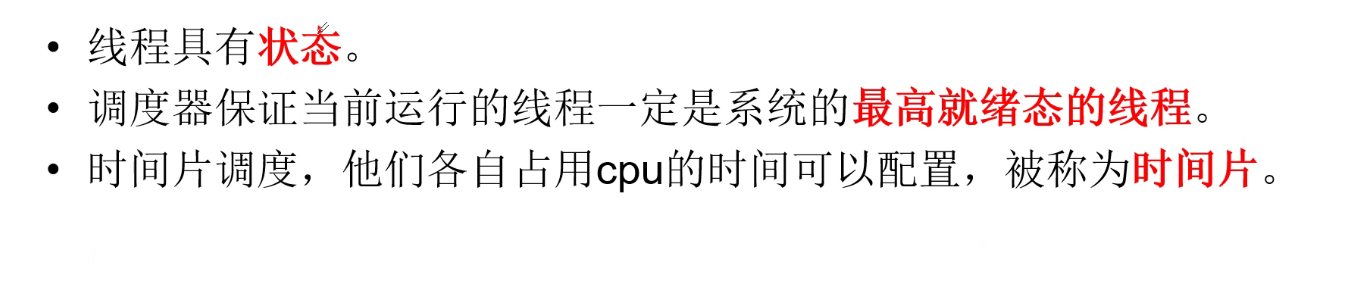 • 线程具有状态。
• 调度器保证当前运行的线程一定是系统的最高就绪态的线程。
• 时间片调度，他们各自占用cpu的时间可以配置，被称为时间片。